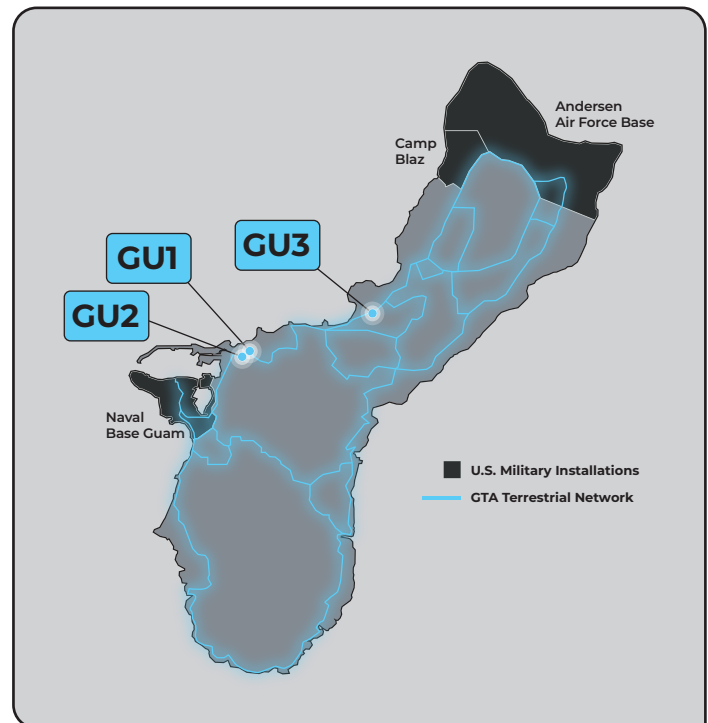 Andersen
Air Force Base
Camp
Blaz
GU3
GU1
GU2
Naval
Base Guam
U.S. Military Installations
GTA Terrestrial Network